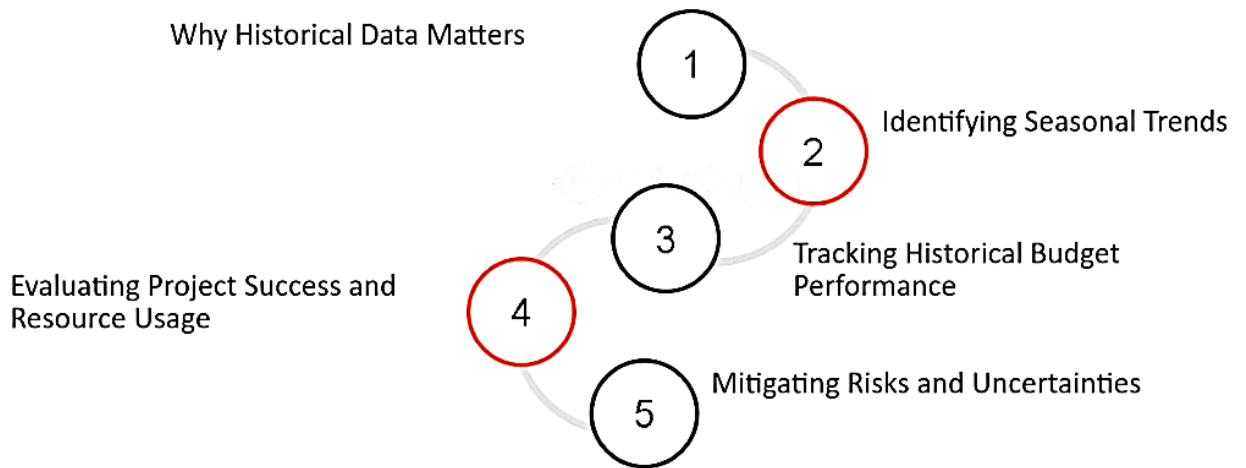 Why Historical Data Matters
1
2
Identifying Seasonal Trends
3
Tracking Historical Budget
Performance
Evaluating Project Success and
Resource Usage
4
5
Mitigating Risks and Uncertainties